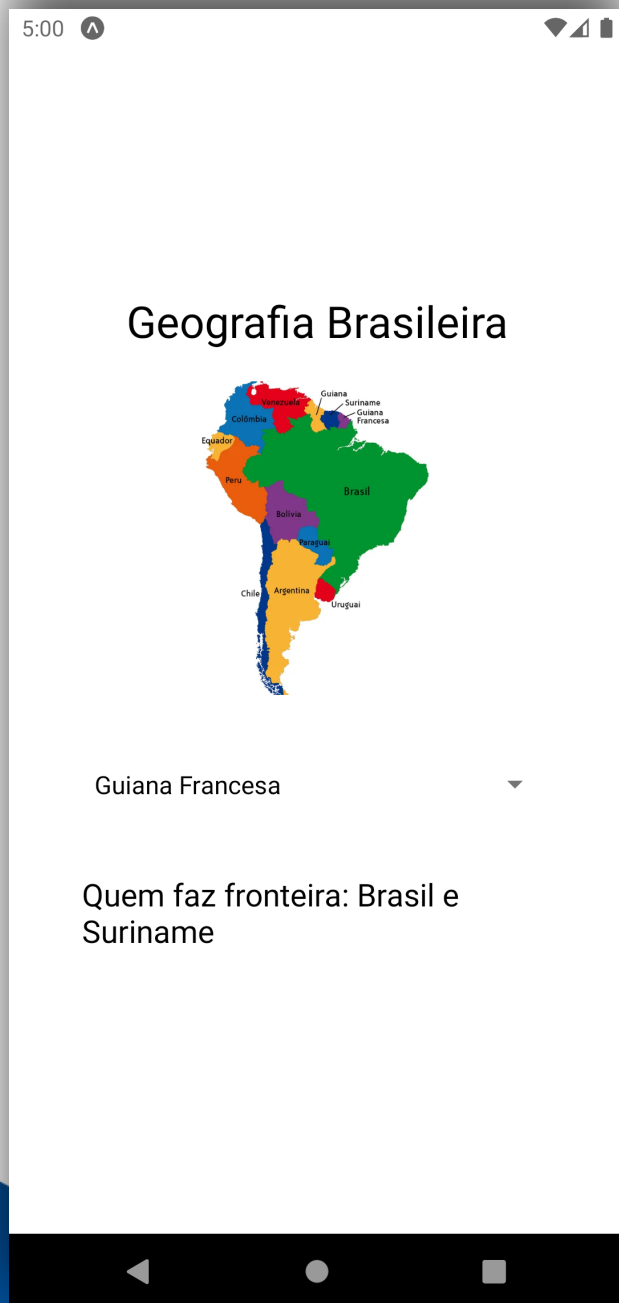 5:00
Geografia Brasileira
Guiana
Venezuela
Suriname
Guiana
Francesa
Colômbia
Equador
Peru
Brasil
Bolívia
Paraguai
Chile
Argentina
Uruguai
Guiana Francesa
Quem faz fronteira: Brasil e
Suriname